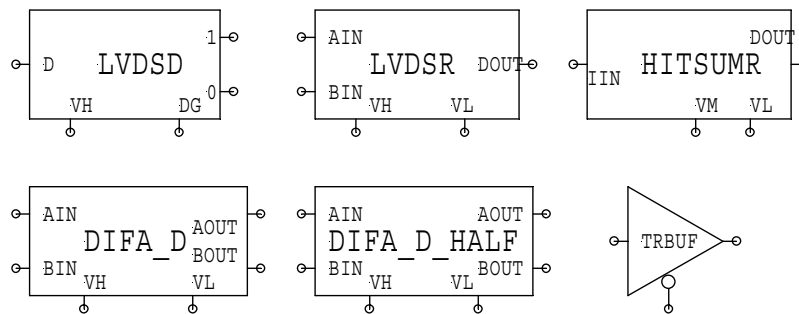 1
D LVDSD
0
VH DG
AIN
LVDSR DOUT
BIN
VH VL
DOUT
HITSUMR
IIN
VM VL
AIN
AOUT
DIFA_D
BOUT
BIN
VH VL
AIN AOUT
DIFA_D_HALF
BIN BOUT
VH VL
TRBUF